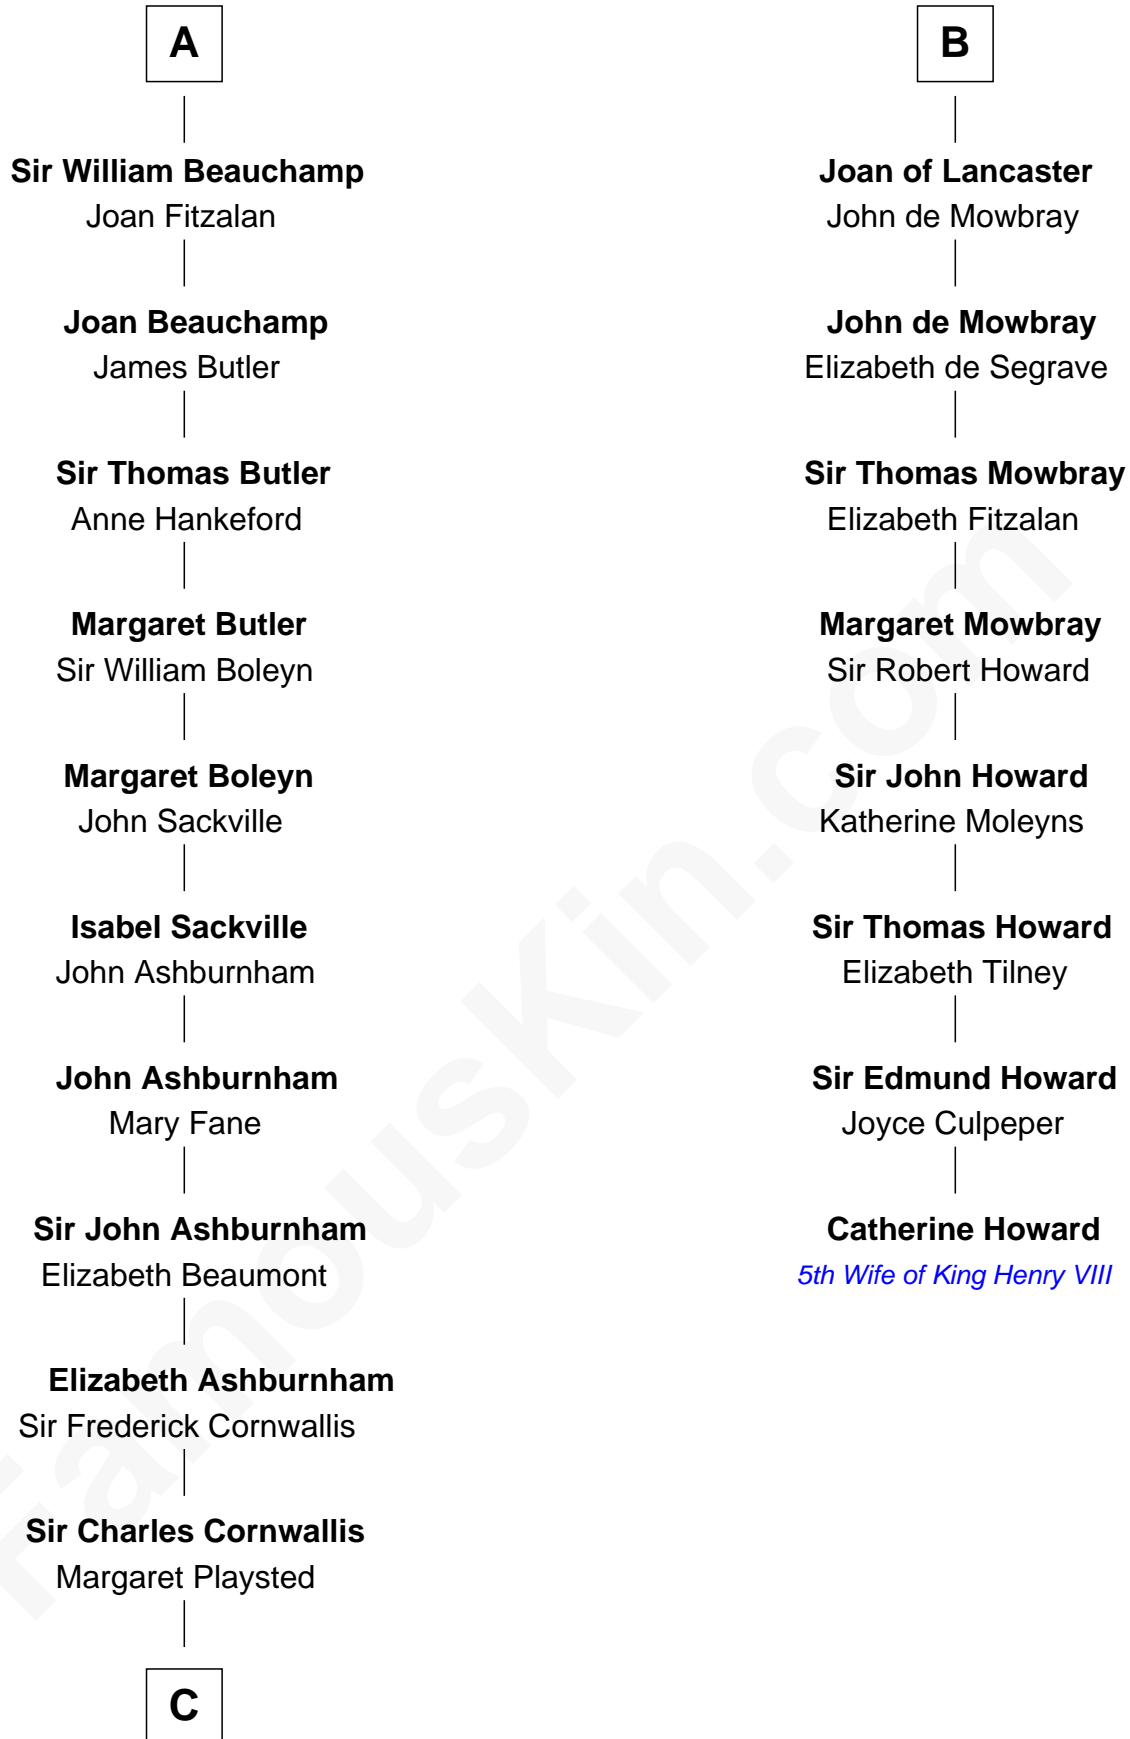 A
Sir William Beauchamp
Joan Fitzalan
Joan Beauchamp
James Butler
Sir Thomas Butler
Anne Hankeford
Margaret Butler
Sir William Boleyn
Margaret Boleyn
John Sackville
Isabel Sackville
John Ashburnham
John Ashburnham
Mary Fane
Sir John Ashburnham
Elizabeth Beaumont
Elizabeth Ashburnham
Sir Frederick Cornwallis
Sir Charles Cornwallis
Margaret Playsted
C
B
Joan of Lancaster
John de Mowbray
John de Mowbray
Elizabeth de Segrave
Sir Thomas Mowbray
Elizabeth Fitzalan
Margaret Mowbray
Sir Robert Howard
Sir John Howard
Katherine Moleyns
Sir Thomas Howard
Elizabeth Tilney
Sir Edmund Howard
Joyce Culpeper
Catherine Howard
5th Wife of King Henry VIII
FamousKin.com